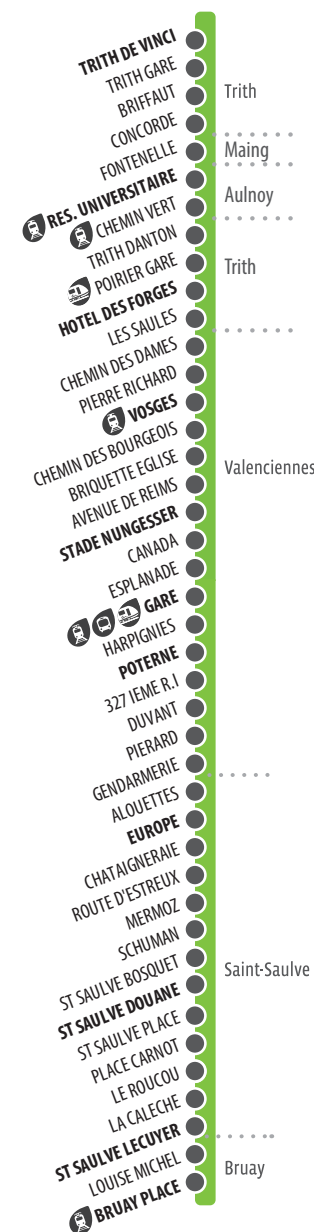 TRITH DE VINCI
TRITH GARE
BRIFFAUT
Trith
CONCORDE
FONTENELLE
Maing
RES. UNIVERSITAIRE
CHEMIN VERT
Aulnoy
TRITH DANTON
POIRIER GARE
Trith
HOTEL DES FORGES
LES SAULES
CHEMIN DES DAMES
PIERRE RICHARD
VOSGES
CHEMIN DES BOURGEOIS
BRIQUETTE EGLISE
Valenciennes
AVENUE DE REIMS
STADE NUNGESSER
CANADA
ESPLANADE
GARE
HARPIGNIES
POTERNE
327 IEME R.I
DUVANT
PIERARD
GENDARMERIE
ALOUETTES
EUROPE
CHATAIGNERAIE
ROUTE D'ESTREUX
MERMOZ
SCHUMAN
ST SAULVE BOSQUET
Saint-Saulve
ST SAULVE DOUANE
ST SAULVE PLACE
PLACE CARNOT
LE ROUCOU
LA CALECHE
ST SAULVE LECUYER
LOUISE MICHEL
Bruay
BRUAY PLACE